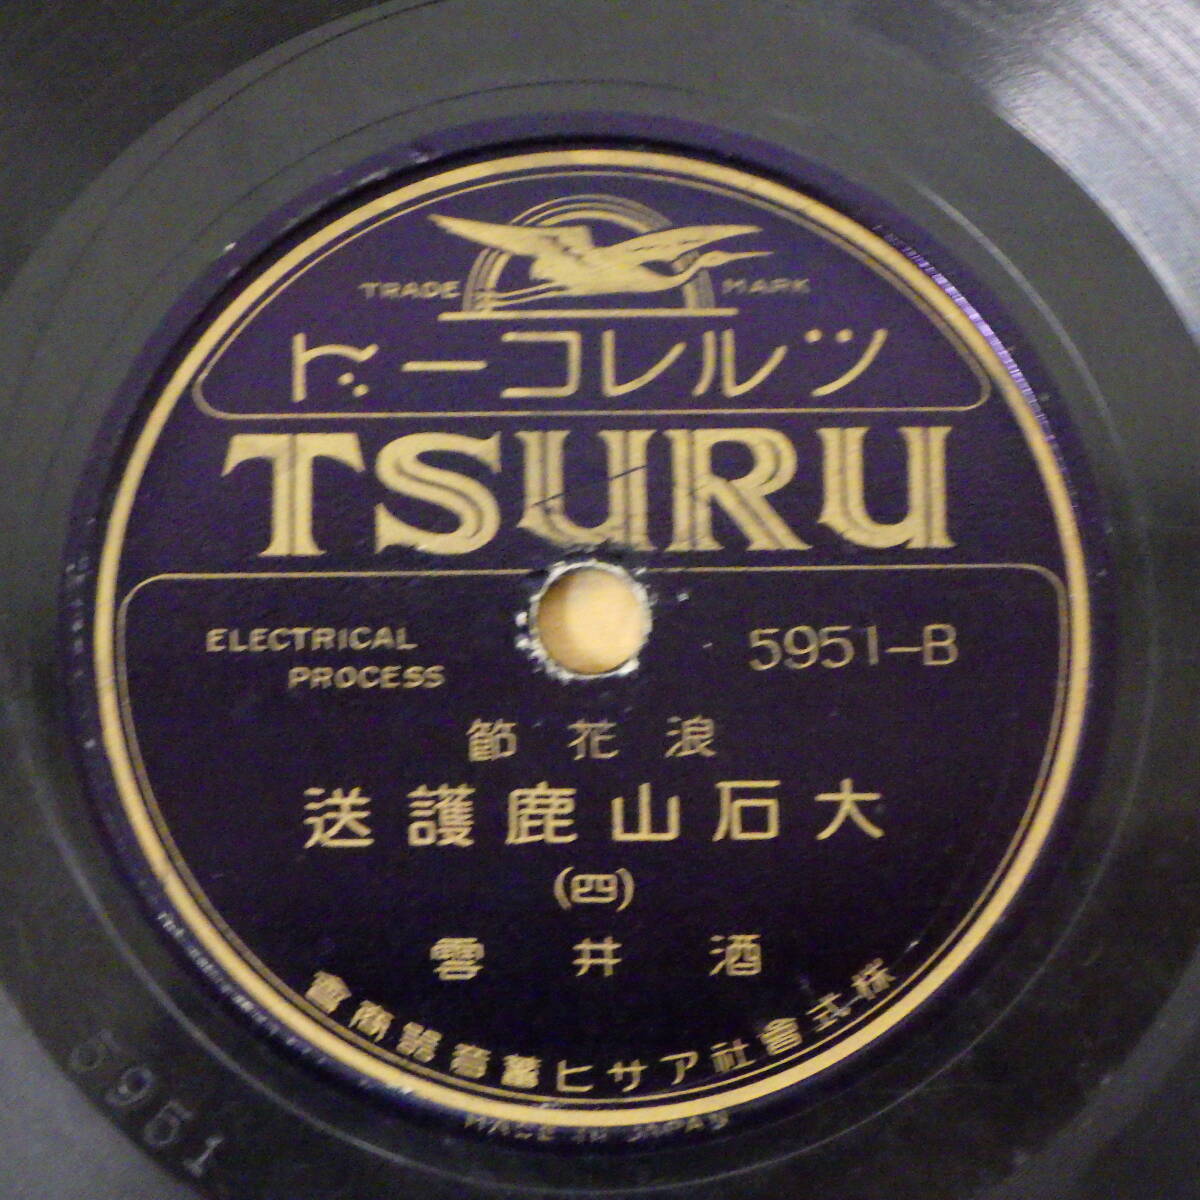 TRADE MARK
ツルレコード
TSURU
ELECTRICAL
PROCESS
5951-B
浪花節
大石山鹿護送
(四)
酒井雲
株式會社アサヒ蓄音器商會
MADE IN JAPAN
5951